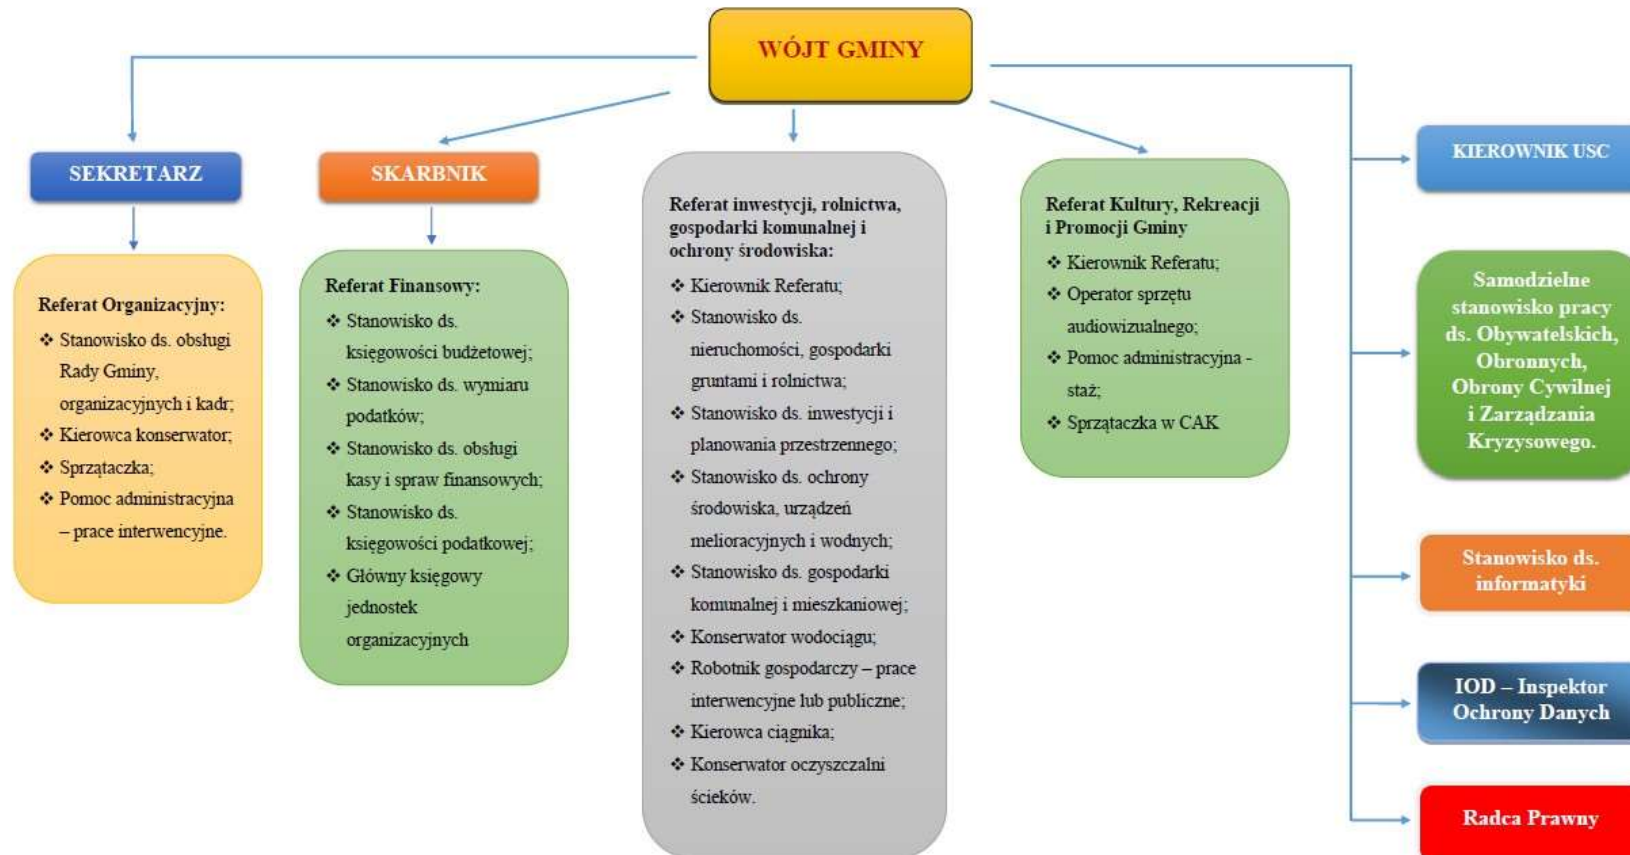 WÓJT GMINY
SEKRETARZ
Referat Organizacyjny:
❖ Stanowisko ds. obsługi
Rady Gminy,
organizacyjnych i kadr;
❖ Kierowca konserwator;
❖ Sprzątaczka;
❖ Pomoc administracyjna
– prace interwencyjne.
SKARBNIK
Referat Finansowy:
❖ Stanowisko ds.
księgowości budżetowej;
❖ Stanowisko ds. wymiaru
podatków;
❖ Stanowisko ds. obsługi
kasy i spraw finansowych;
❖ Stanowisko ds.
księgowości podatkowej;
❖ Główny księgowy
jednostek
organizacyjnych
Referat inwestycji, rolnictwa,
gospodarki komunalnej i
ochrony środowiska:
❖ Kierownik Referatu;
❖ Stanowisko ds.
nieruchomości, gospodarki
gruntami i rolnictwa;
❖ Stanowisko ds. inwestycji i
planowania przestrzennego;
❖ Stanowisko ds. ochrony
środowiska, urządzeń
melioracyjnych i wodnych;
❖ Stanowisko ds. gospodarki
komunalnej i mieszkaniowej;
❖ Konserwator wodociągu;
❖ Robotnik gospodarczy – prace
interwencyjne lub publiczne;
❖ Kierowca ciągnika;
❖ Konserwator oczyszczalni
ścieków.
Referat Kultury, Rekreacji
i Promocji Gminy
❖ Kierownik Referatu;
❖ Operator sprzętu
audiowizualnego;
❖ Pomoc administracyjna -
staż;
❖ Sprzątaczka w CAK
KIEROWNIK USC
Samodzielne
stanowisko pracy
ds. Obywatelskich,
Obronnych,
Obrony Cywilnej
i Zarządzania
Kryzysowego.
Stanowisko ds.
informatyki
IOD – Inspektor
Ochrony Danych
Radca Prawny